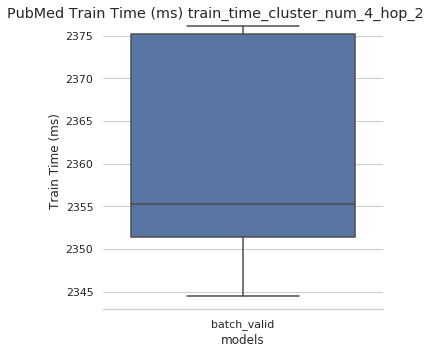 PubMed Train Time (ms) train_time_cluster_num_4_hop_2
2375
2370
2365
2360
2355
2350
2345
Train Time (ms)
batch_valid
models